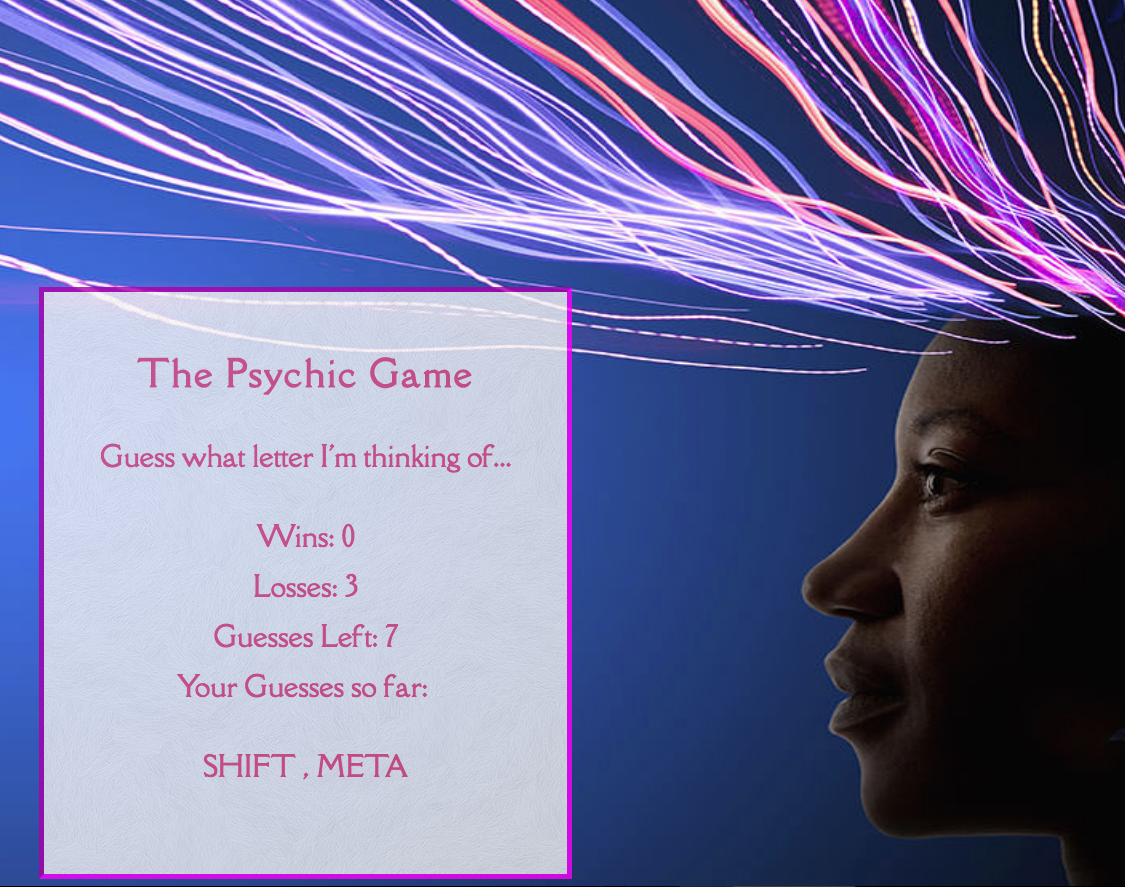 The Psychic Game
Guess what letter I'm thinking of...
Wins: 0
Losses: 3
Guesses Left: 7
Your Guesses so far:
SHIFT , META